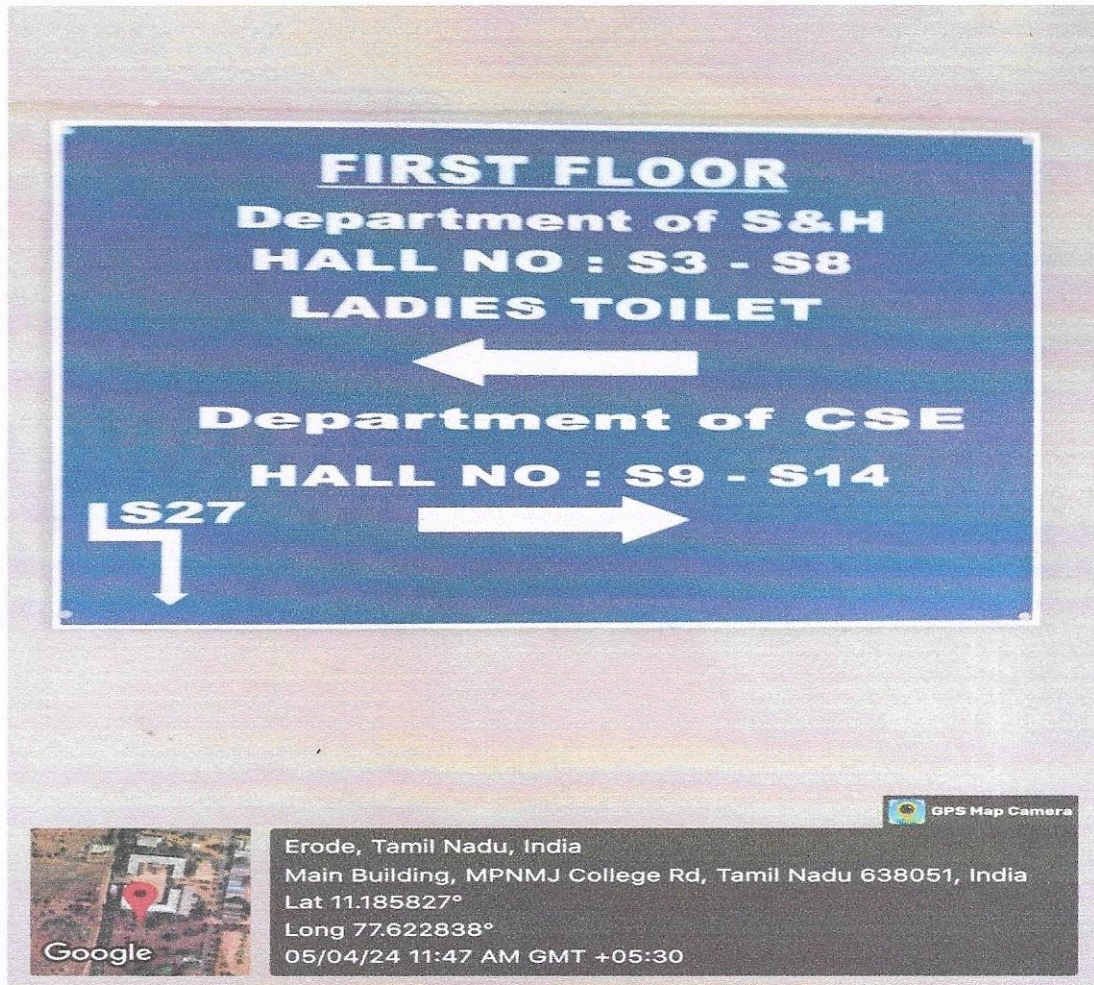 FIRST FLOOR
Department of S&H
HALL NO : S3 - S8
LADIES TOILET
Department of CSE
HALL NO : S9 - S14
S27
GPS Map Camera
Google
Erode, Tamil Nadu, India
Main Building, MPNMJ College Rd, Tamil Nadu 638051, India
Lat 11.185827°
Long 77.622838°
05/04/24 11:47 AM GMT +05:30